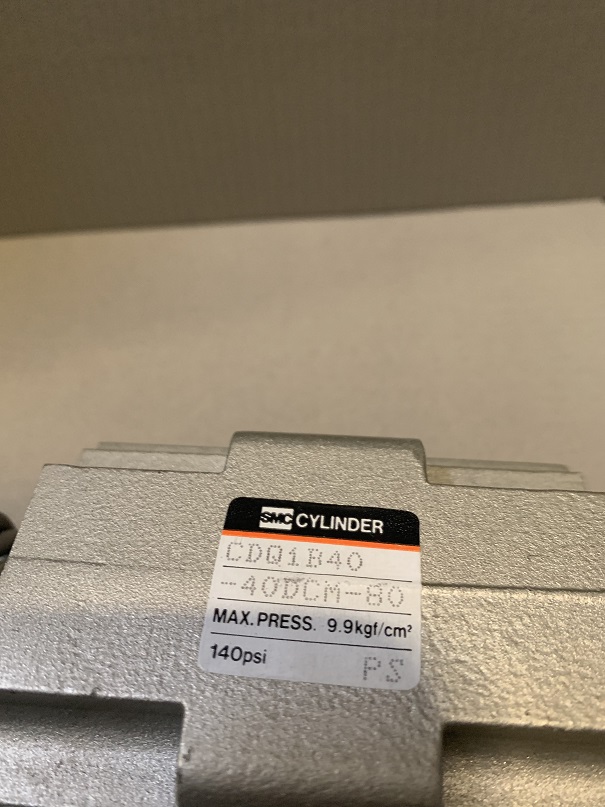 SMC CYLINDER
CDQ1B40
-40DCM-80
MAX. PRESS. 9.9kgf/cm²
140psi PS